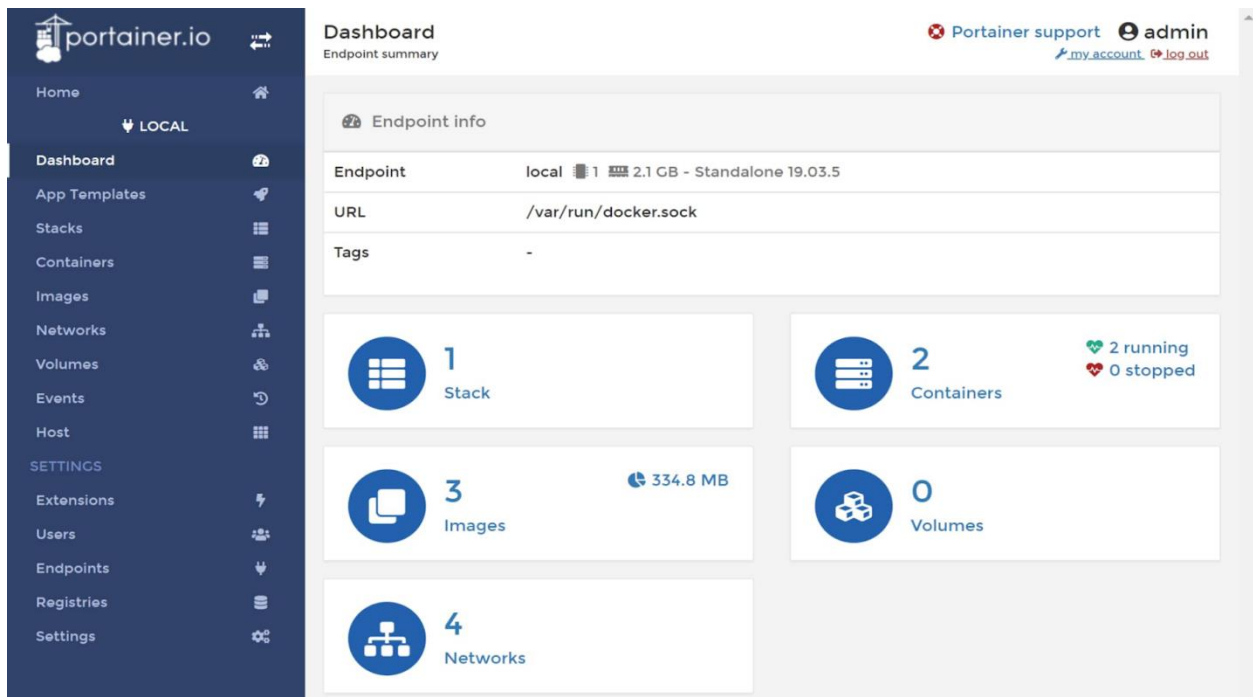 portainer.io
Home
LOCAL
Dashboard
App Templates
Stacks
Containers
Images
Networks
Volumes
Events
Host
SETTINGS
Extensions
Users
Endpoints
Registries
Settings
Dashboard
Endpoint summary
Portainer support admin
my account log out
Endpoint info
Endpoint local 1 2.1 GB - Standalone 19.03.5
URL /var/run/docker.sock
Tags -
1
Stack
2
Containers
2 running
0 stopped
3
Images
334.8 MB
0
Volumes
4
Networks